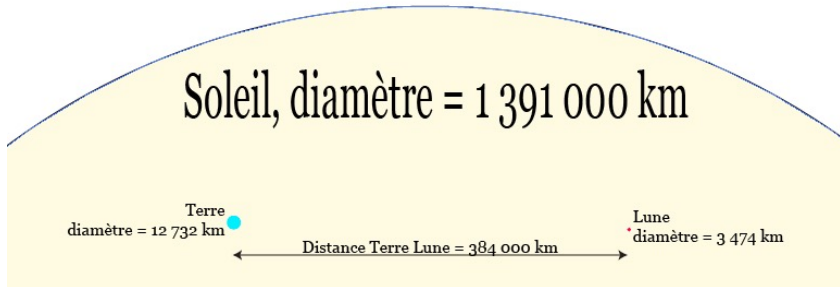 Soleil, diamètre = 1 391 000 km
Terre
diamètre = 12 732 km
Lune
diamètre = 3 474 km
Distance Terre Lune = 384 000 km